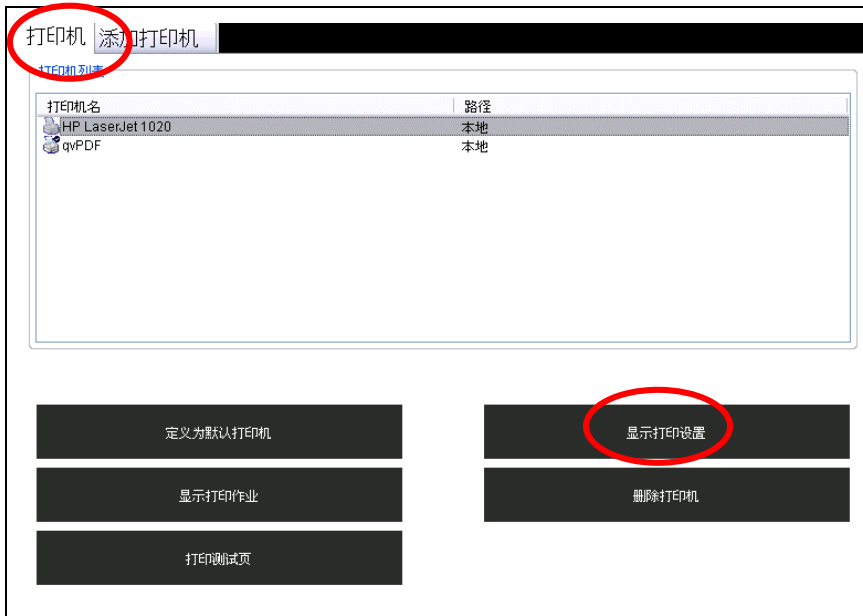 打印机 添加打印机
打印机列表
打印机名 路径
HP LaserJet 1020 本地
qvPDF 本地
定义为默认打印机 显示打印设置
显示打印作业 删除打印机
打印测试页